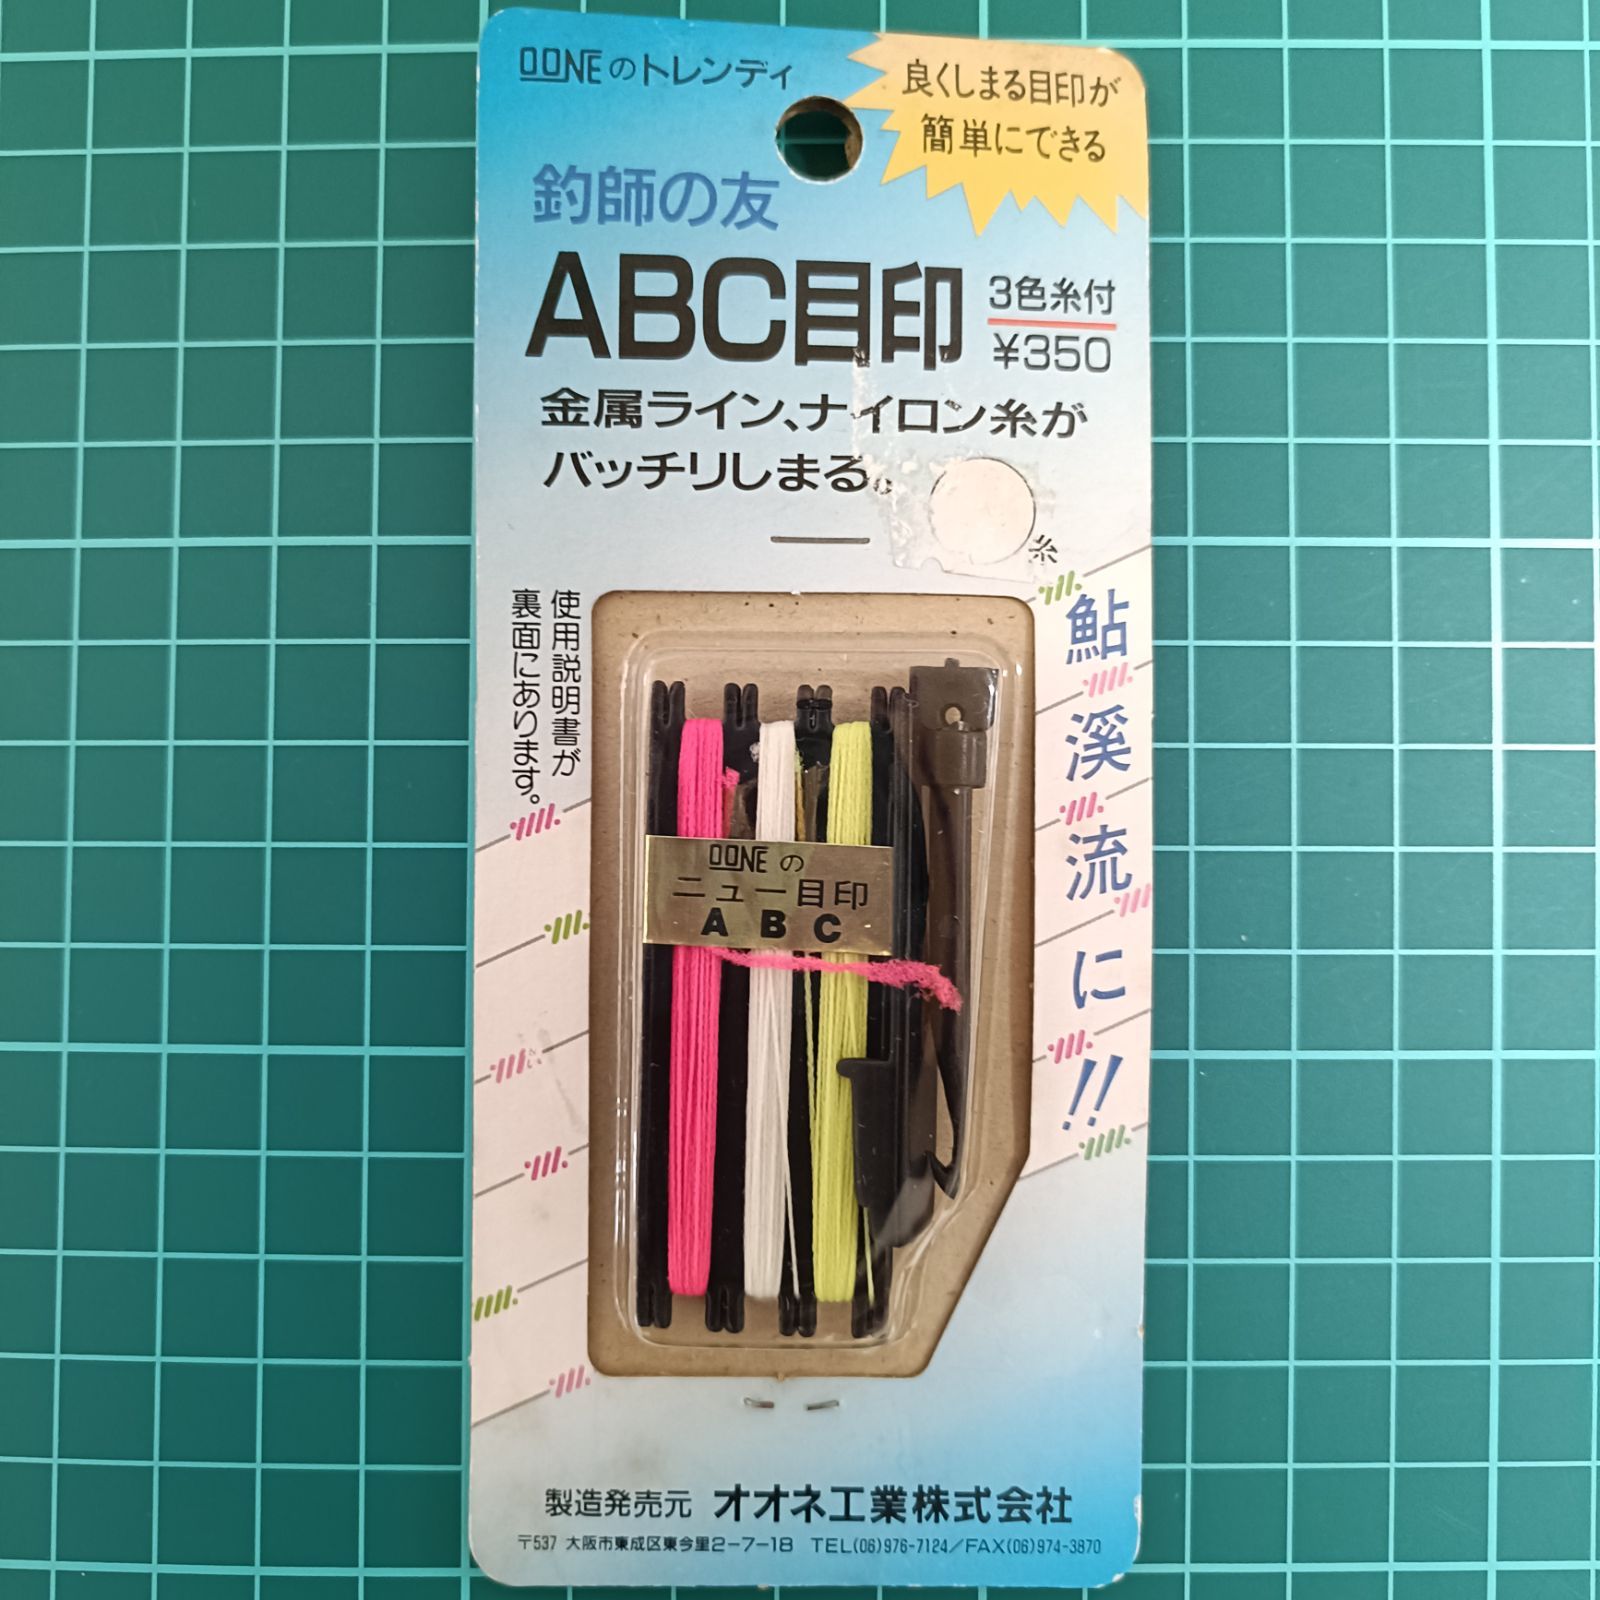 OONEのトレンディ
良くしまる目印が
簡単にできる
釣師の友
ABC目印
3色糸付
¥350
金属ライン、ナイロン糸が
バッチリしまる。
糸
使用説明書が
裏面にあります。
鮎渓流に!!
OONEの
ニュー目印
A B C
製造発売元 オオネ工業株式会社
〒537 大阪市東成区東今里2-7-18 TEL(06)976-7124/FAX(06)974-3870